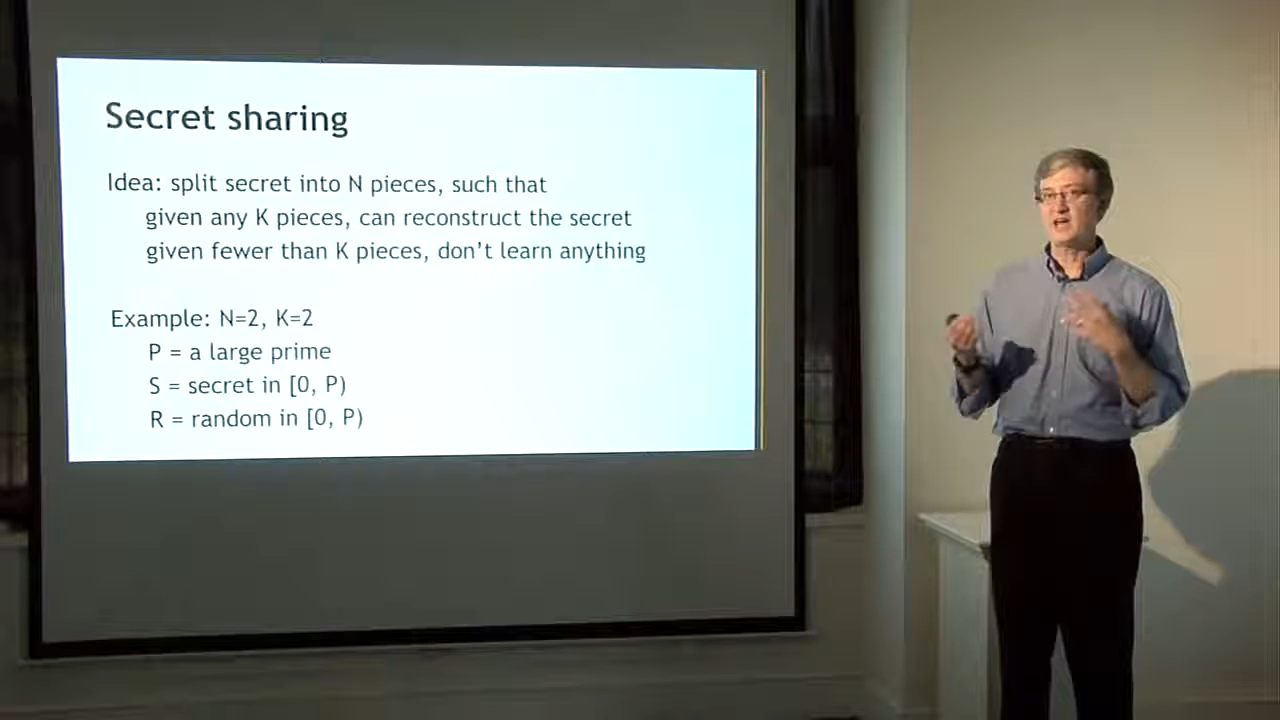 Secret sharing
Idea: split secret into N pieces, such that
given any K pieces, can reconstruct the secret
given fewer than K pieces, don't learn anything
Example: N=2, K=2
P = a large prime
S = secret in [0, P)
R = random in [0, P)